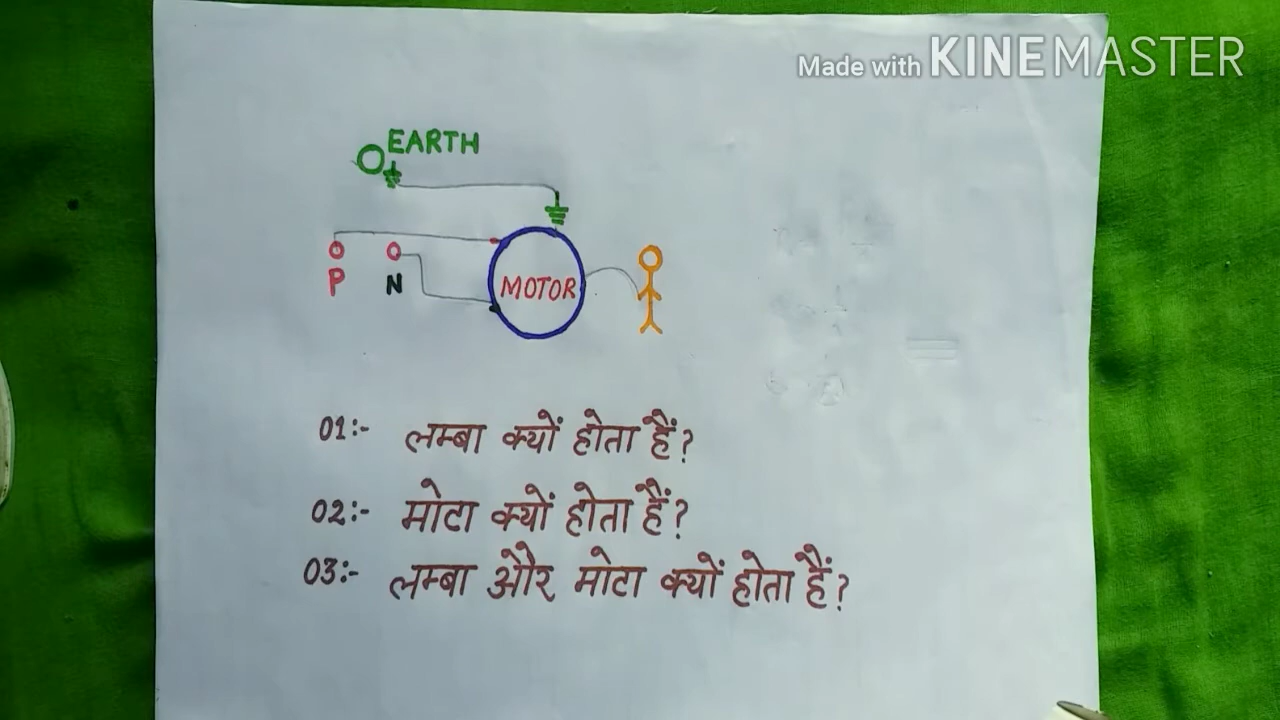 Made with KINEMASTER
EARTH
P
N
MOTOR
01:- लम्बा क्यों होता हैं?
02:- मोटा क्यों होता हैं?
03:- लम्बा और मोटा क्यों होता हैं?